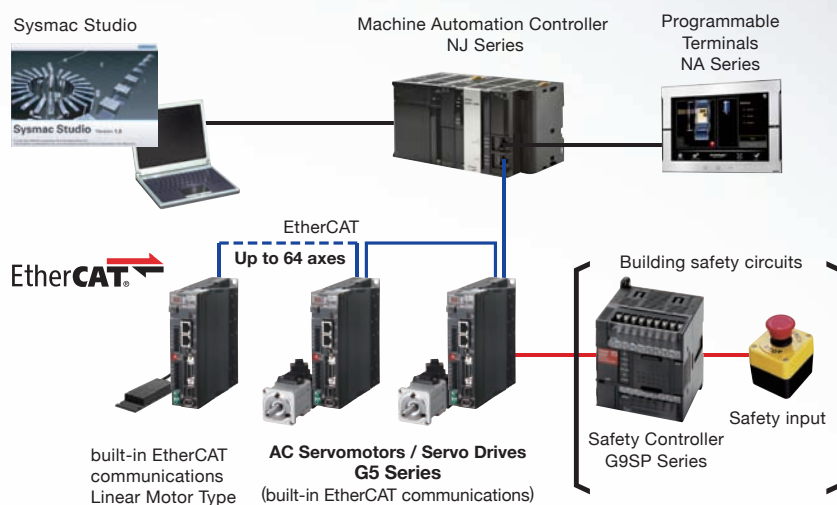 Sysmac Studio
Machine Automation Controller
NJ Series
Programmable
Terminals
NA Series
Sysmac Studio
EtherCAT
Up to 64 axes
EtherCAT®
Building safety circuits
Safety input
Safety Controller
G9SP Series
built-in EtherCAT
communications
Linear Motor Type
AC Servomotors / Servo Drives
G5 Series
(built-in EtherCAT communications)